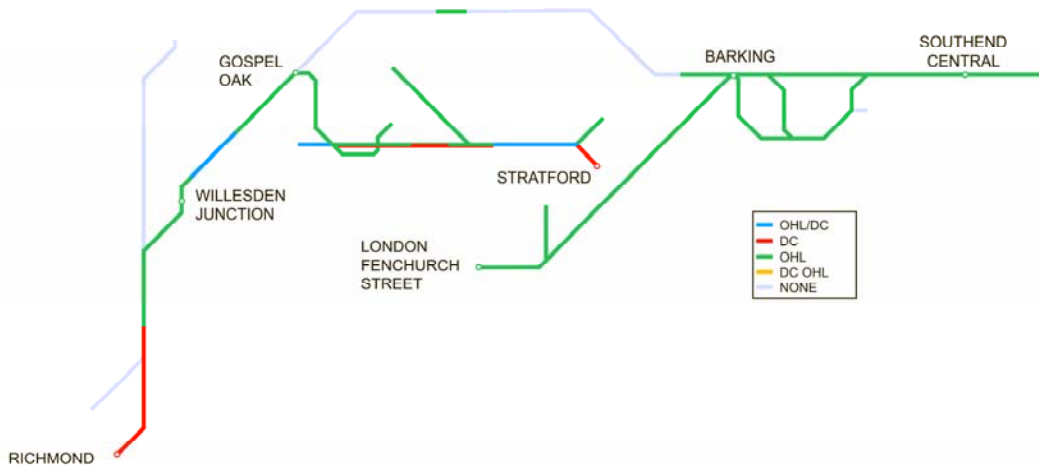 SOUTHEND
CENTRAL
BARKING
GOSPEL
OAK
STRATFORD
WILLESDEN
JUNCTION
LONDON
FENCHURCH
STREET
OHL/DC
DC
OHL
DC OHL
NONE
RICHMOND